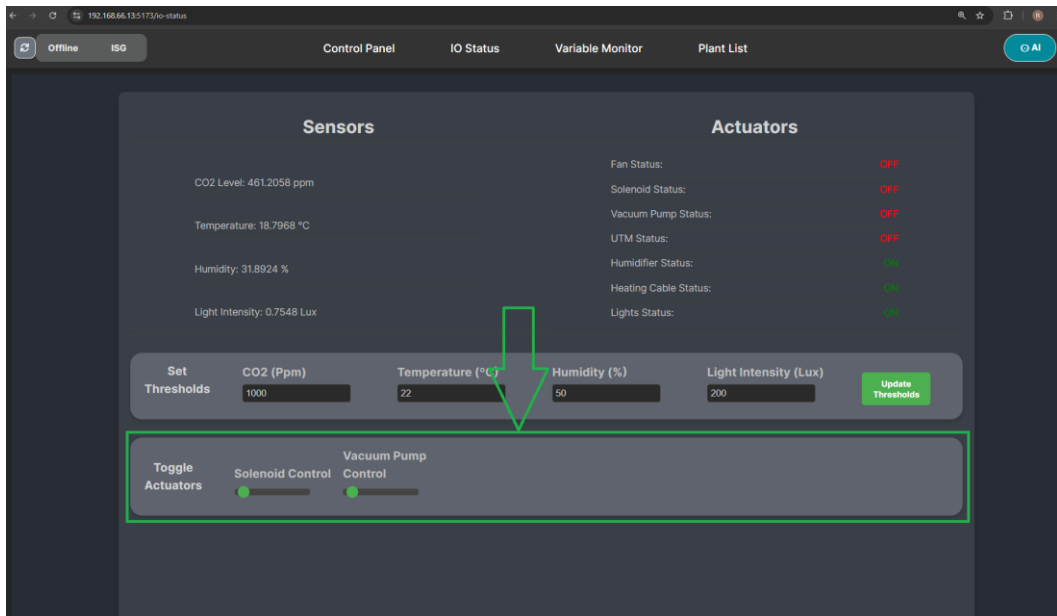 192.168.66.13:5173/io-status
R
Offline ISG Control Panel IO Status Variable Monitor Plant List AI
Sensors
CO2 Level: 461.2058 ppm
Temperature: 18.7968 °C
Humidity: 31.8924 %
Light Intensity: 0.7548 Lux
Actuators
Fan Status: OFF
Solenoid Status: OFF
Vacuum Pump Status: OFF
UTM Status: OFF
Humidifier Status: ON
Heating Cable Status: ON
Lights Status: ON
Set
Thresholds
CO2 (Ppm)
1000
Temperature (°C)
22
Humidity (%)
50
Light Intensity (Lux)
200
Update
Thresholds
Toggle
Actuators
Solenoid Control
Vacuum Pump
Control